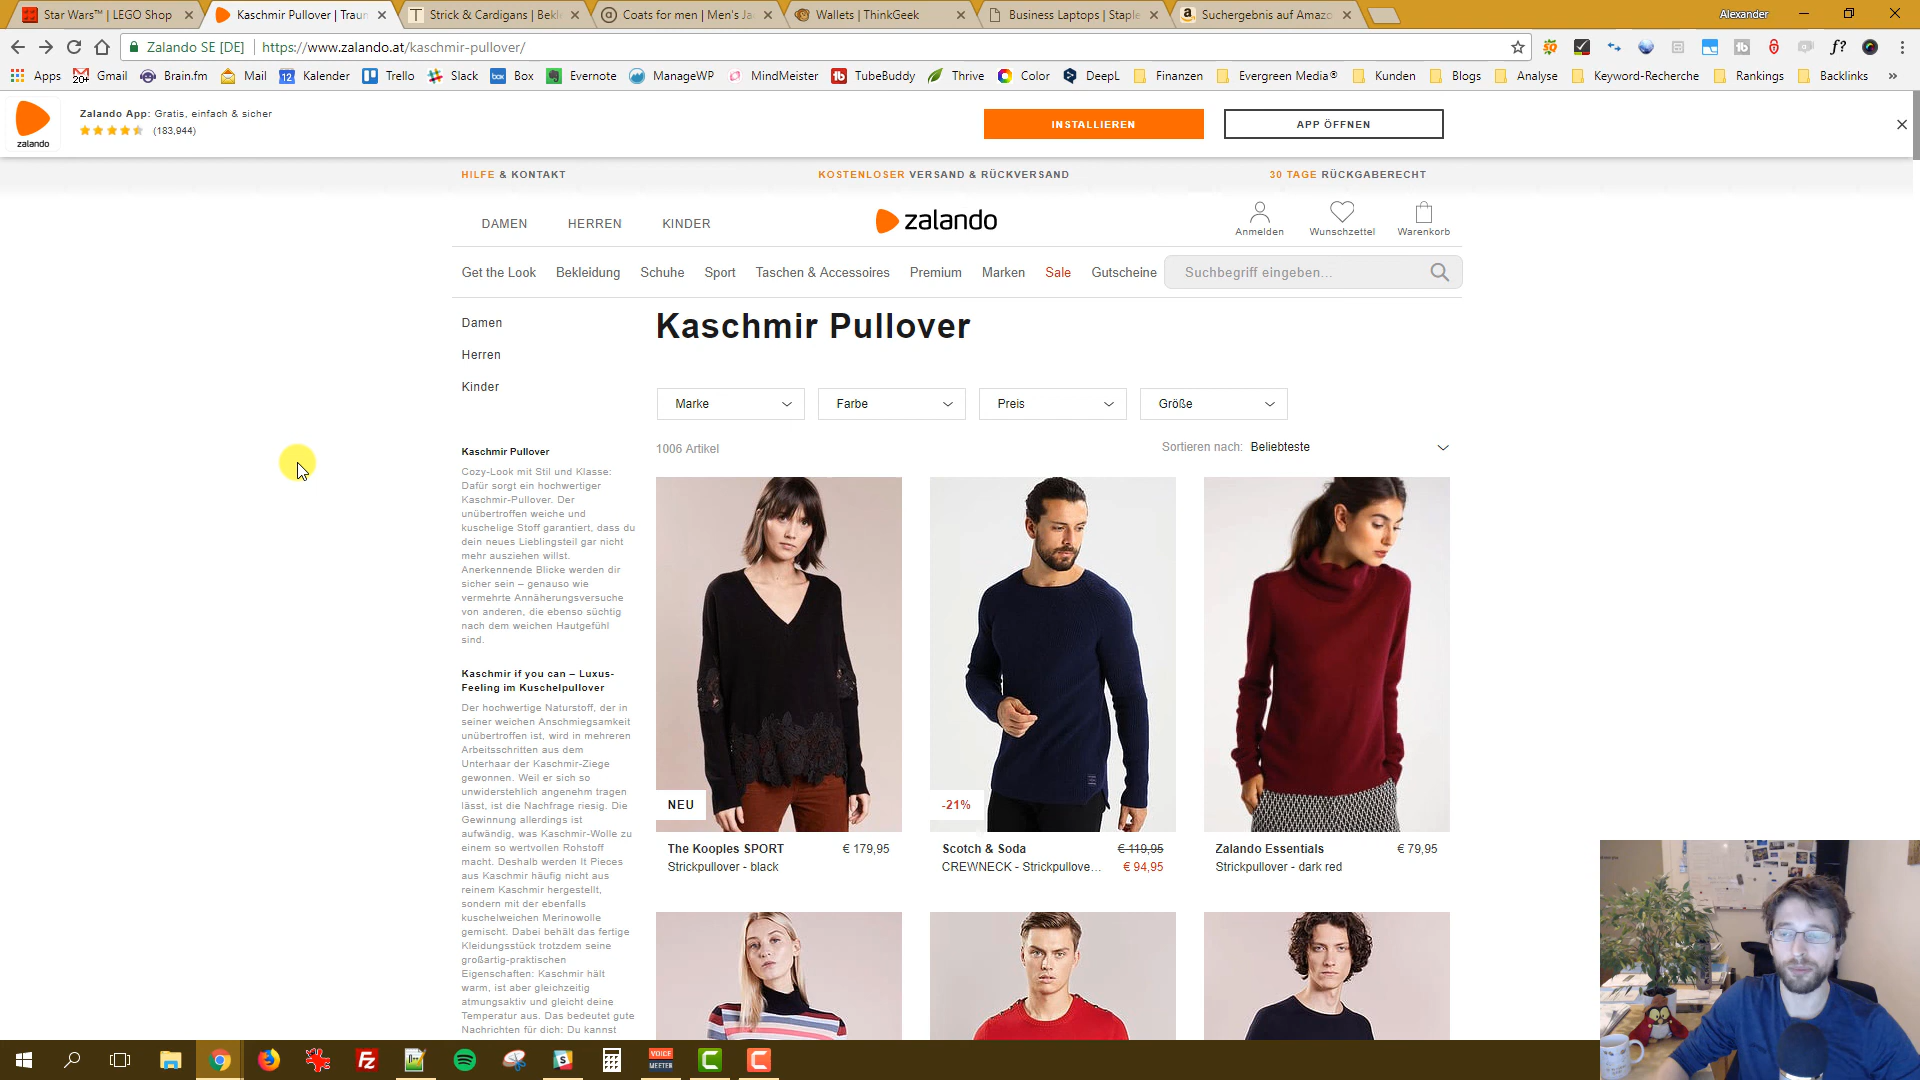 Star Wars™ | LEGO Shop
Kaschmir Pullover | Traun
Strick & Cardigans | Bekl
Coats for men | Men's Ja
Wallets | ThinkGeek
Business Laptops | Staple
Suchergebnis auf Amazo
Alexander
Zalando SE [DE]
https://www.zalando.at/kaschmir-pullover/
Apps
Gmail
Brain.fm
Mail
Kalender
Trello
Slack
Box
Evernote
ManageWP
MindMeister
TubeBuddy
Thrive
Color
DeepL
Finanzen
Evergreen Media®
Kunden
Blogs
Analyse
Keyword-Recherche
Rankings
Backlinks
zalando
Zalando App: Gratis, einfach & sicher
(183,944)
INSTALLIEREN
APP ÖFFNEN
HILFE & KONTAKT
KOSTENLOSER VERSAND & RÜCKVERSAND
30 TAGE RÜCKGABERECHT
DAMEN
HERREN
KINDER
zalando
Anmelden
Wunschzettel
Warenkorb
Get the Look
Bekleidung
Schuhe
Sport
Taschen & Accessoires
Premium
Marken
Sale
Gutscheine
Suchbegriff eingeben...
Damen
Herren
Kinder
Kaschmir Pullover
Marke
Farbe
Preis
Größe
1006 Artikel
Sortieren nach: Beliebteste
Kaschmir Pullover
Cozy-Look mit Stil und Klasse:
Dafür sorgt ein hochwertiger
Kaschmir-Pullover. Der
unübertroffen weiche und
kuschelige Stoff garantiert, dass du
dein neues Lieblingsteil gar nicht
mehr ausziehen willst.
Anerkennende Blicke werden dir
sicher sein – genauso wie
vermehrte Annäherungsversuche
von anderen, die ebenso süchtig
nach dem weichen Hautgefühl
sind.
Kaschmir if you can – Luxus-
Feeling im Kuschelpullover
Der hochwertige Naturstoff, der in
seiner weichen Anschmiegsamkeit
unübertroffen ist, wird in mehreren
Arbeitsschritten aus dem
Unterhaar der Kaschmir-Ziege
gewonnen. Weil er sich so
unwiderstehlich angenehm tragen
lässt, ist die Nachfrage riesig. Die
Gewinnung allerdings ist
aufwändig, was Kaschmir-Wolle zu
einem so wertvollen Rohstoff
macht. Deshalb werden It Pieces
aus Kaschmir häufig nicht aus
reinem Kaschmir hergestellt,
sondern mit der ebenfalls
kuschelweichen Merinowolle
gemischt. Dabei behält das fertige
Kleidungsstück trotzdem seine
großartig-praktischen
Eigenschaften: Kaschmir hält
warm, ist aber gleichzeitig
atmungsaktiv und gleicht deine
Temperatur aus. Das bedeutet gute
Nachrichten für dich: Du kannst
NEU
The Kooples SPORT
€ 179,95
Strickpullover - black
-21%
Scotch & Soda
€ 119,95
CREWNECK - Strickpullove...
€ 94,95
Zalando Essentials
€ 79,95
Strickpullover - dark red
VOICE
MEETER